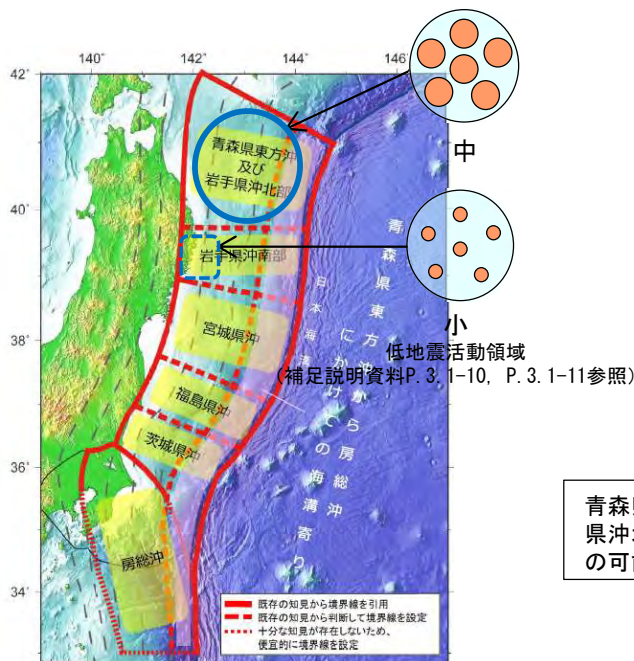 140°
142°
144°
146°
42°
40°
38°
36°
34°
中
小
低地震活動領域
(補足説明資料P.3.1-10, P.3.1-11参照)
青森県東方沖
及び
岩手県沖北部
岩手県沖南部
宮城県沖
福島県沖
茨城県沖
房総沖
日本海溝
青森県東方沖から房総沖
にかけての海溝寄り
既存の知見から境界線を引用
既存の知見から判断して境界線を設定
十分な知見が存在しないため、
便宜的に境界線を設定
青森
県沖
の可